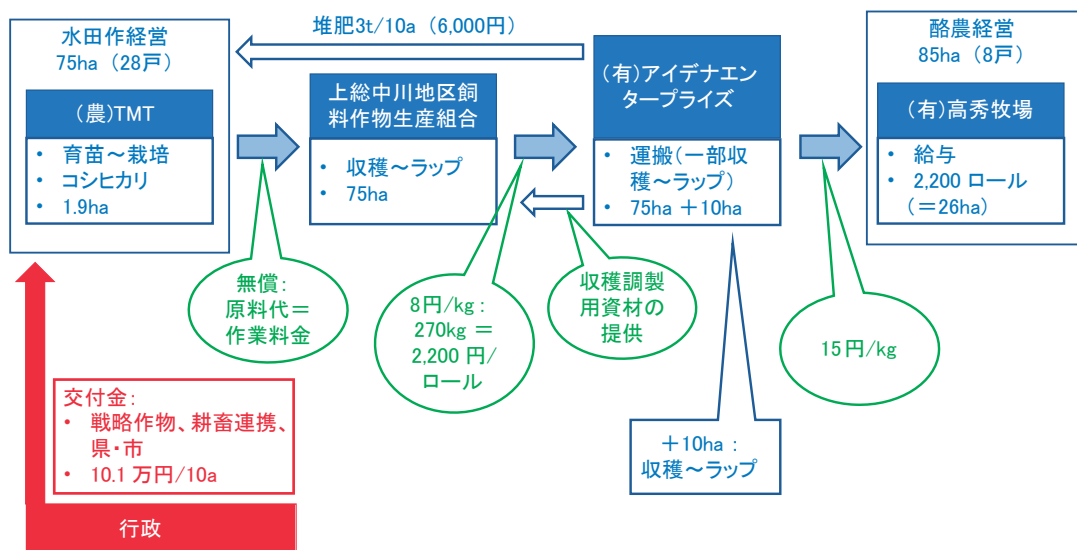 水田作経営
75ha（28戸）
（農）TMT
• 育苗～栽培
• コシヒカリ
• 1.9ha
堆肥3t/10a（6,000円）
上総中川地区飼
料作物生産組合
• 収穫～ラップ
• 75ha
（有）アイデナエン
タープライズ
• 運搬（一部収
穫～ラップ）
• 75ha ＋10ha
酪農経営
85ha（8戸）
（有）高秀牧場
• 給与
• 2,200 ロール
（＝26ha）
無償：
原料代＝
作業料金
8円/kg：
270kg ＝
2,200 円/
ロール
収穫調製
用資材の
提供
15円/kg
＋10ha：
収穫～ラップ
交付金：
• 戦略作物、耕畜連携、
県・市
• 10.1 万円/10a
行政